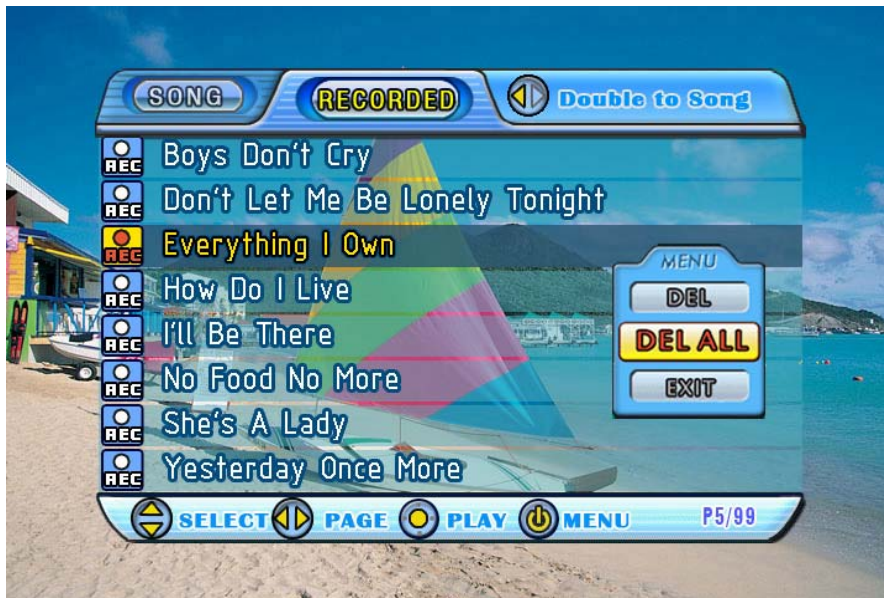 SONG RECORDED Double to Song
REC Boys Don't Cry
REC Don't Let Me Be Lonely Tonight
REC Everything I Own
REC How Do I Live
REC I'll Be There
REC No Food No More
REC She's A Lady
REC Yesterday Once More
MENU
DEL
DEL ALL
EXIT
SELECT PAGE PLAY MENU P5/99